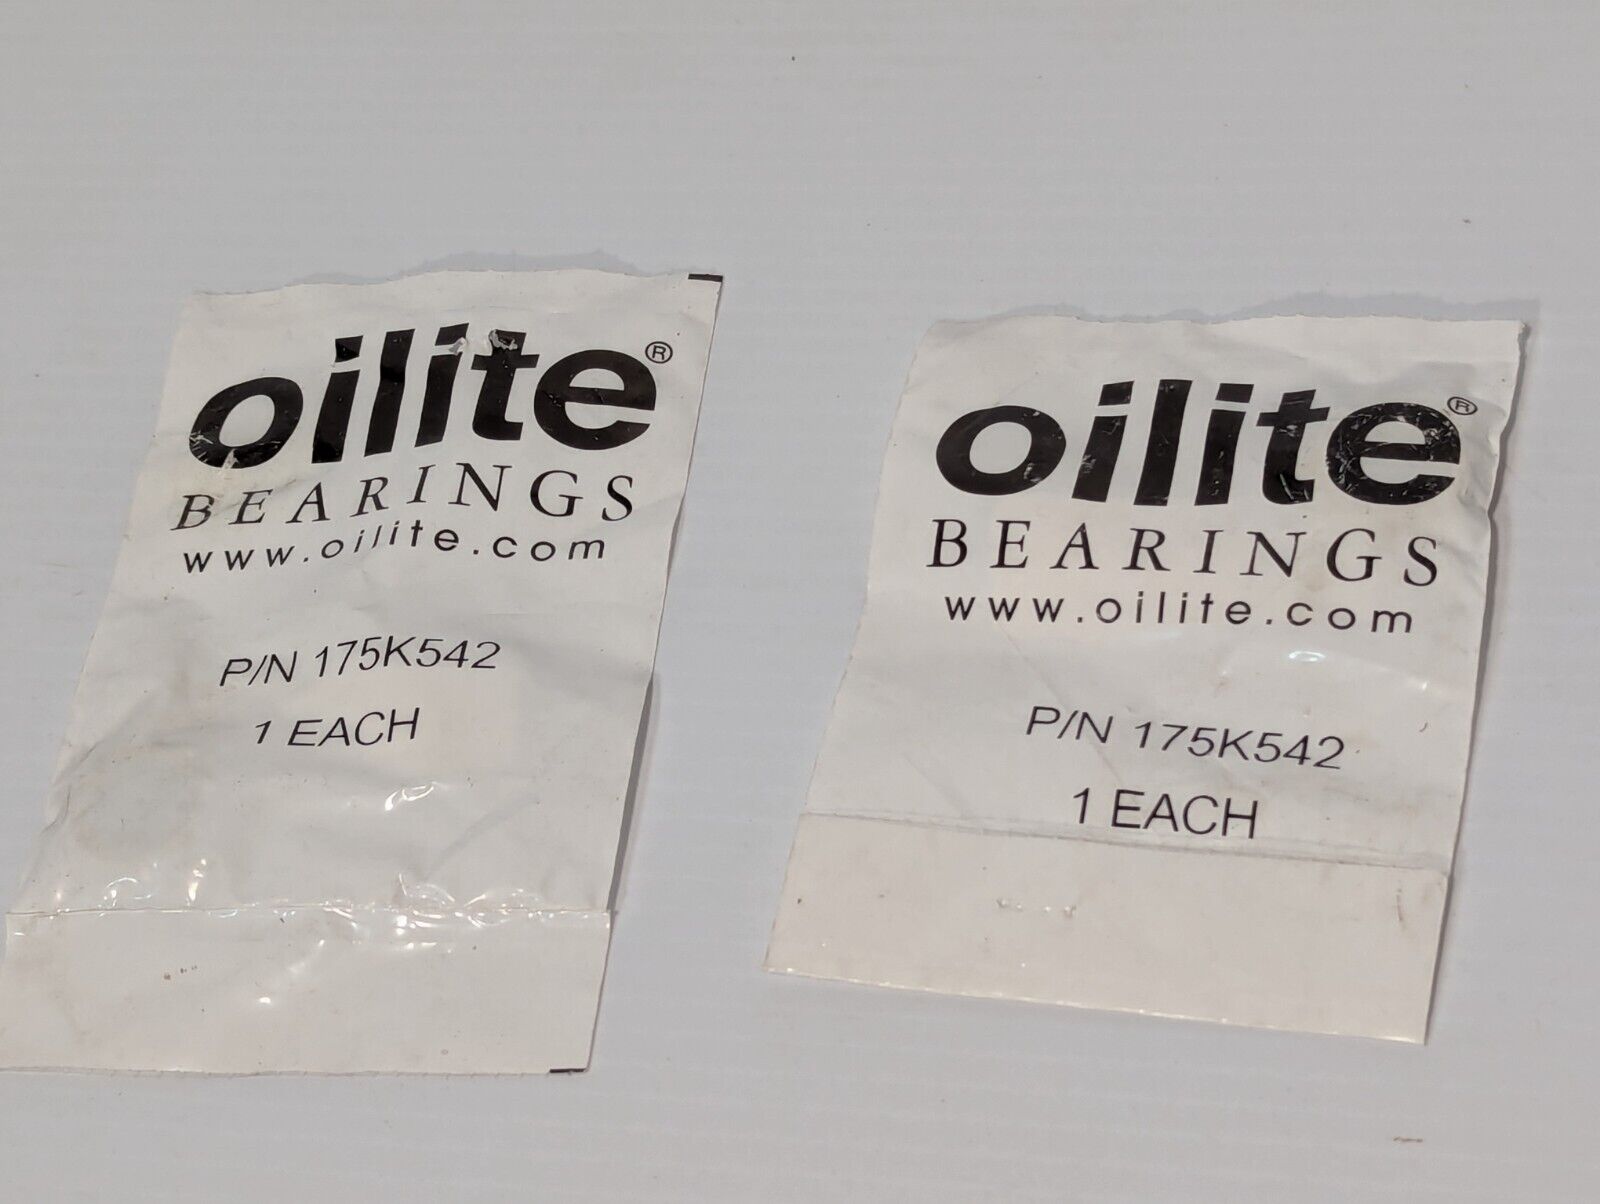 oilite®
BEARINGS
www.oilite.com
P/N 175K542
1 EACH
oilite®
BEARINGS
www.oilite.com
P/N 175K542
1 EACH